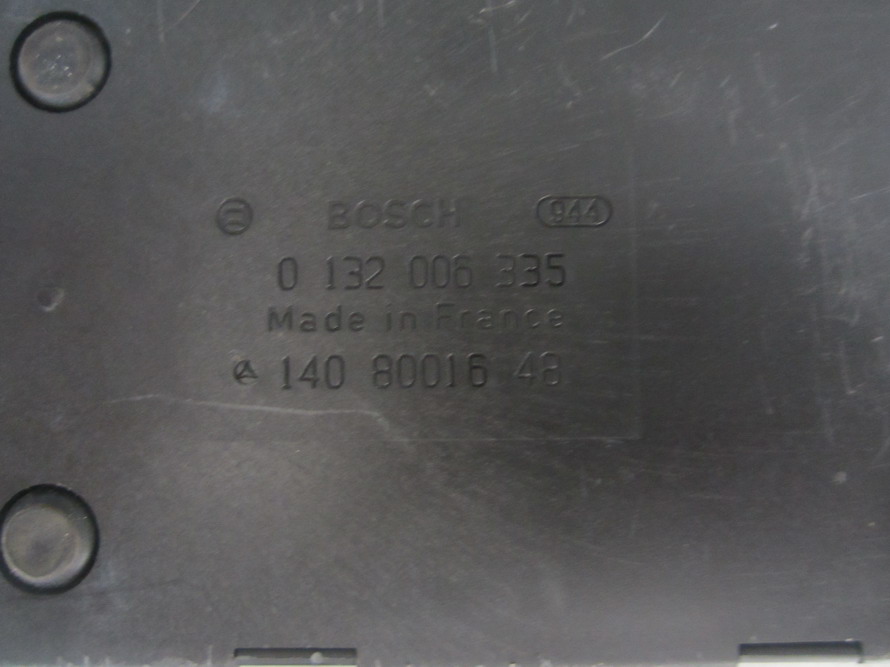 BOSCH 944
0 132 006 335
Made in France
140 80016 48